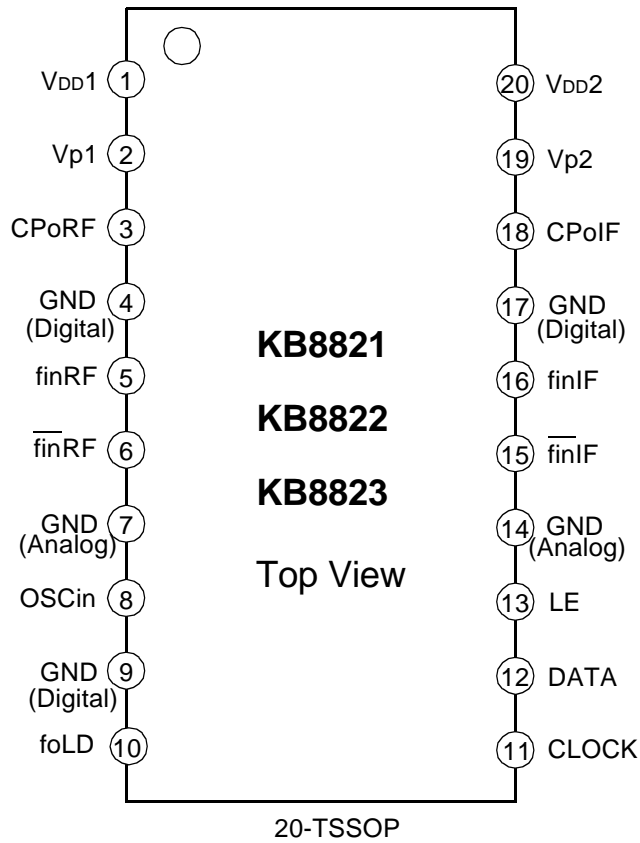 VDD1 1
20 VDD2
Vp1 2
19 Vp2
CPoRF 3
18 CPoIF
GND 4
(Digital)
17 GND
(Digital)
KB8821
finRF 5
16 finIF
KB8822
f̅i̅n̅RF 6
15 f̅i̅n̅IF
KB8823
GND 7
(Analog)
14 GND
(Analog)
Top View
OSCin 8
13 LE
GND 9
(Digital)
12 DATA
foLD 10
11 CLOCK
20-TSSOP